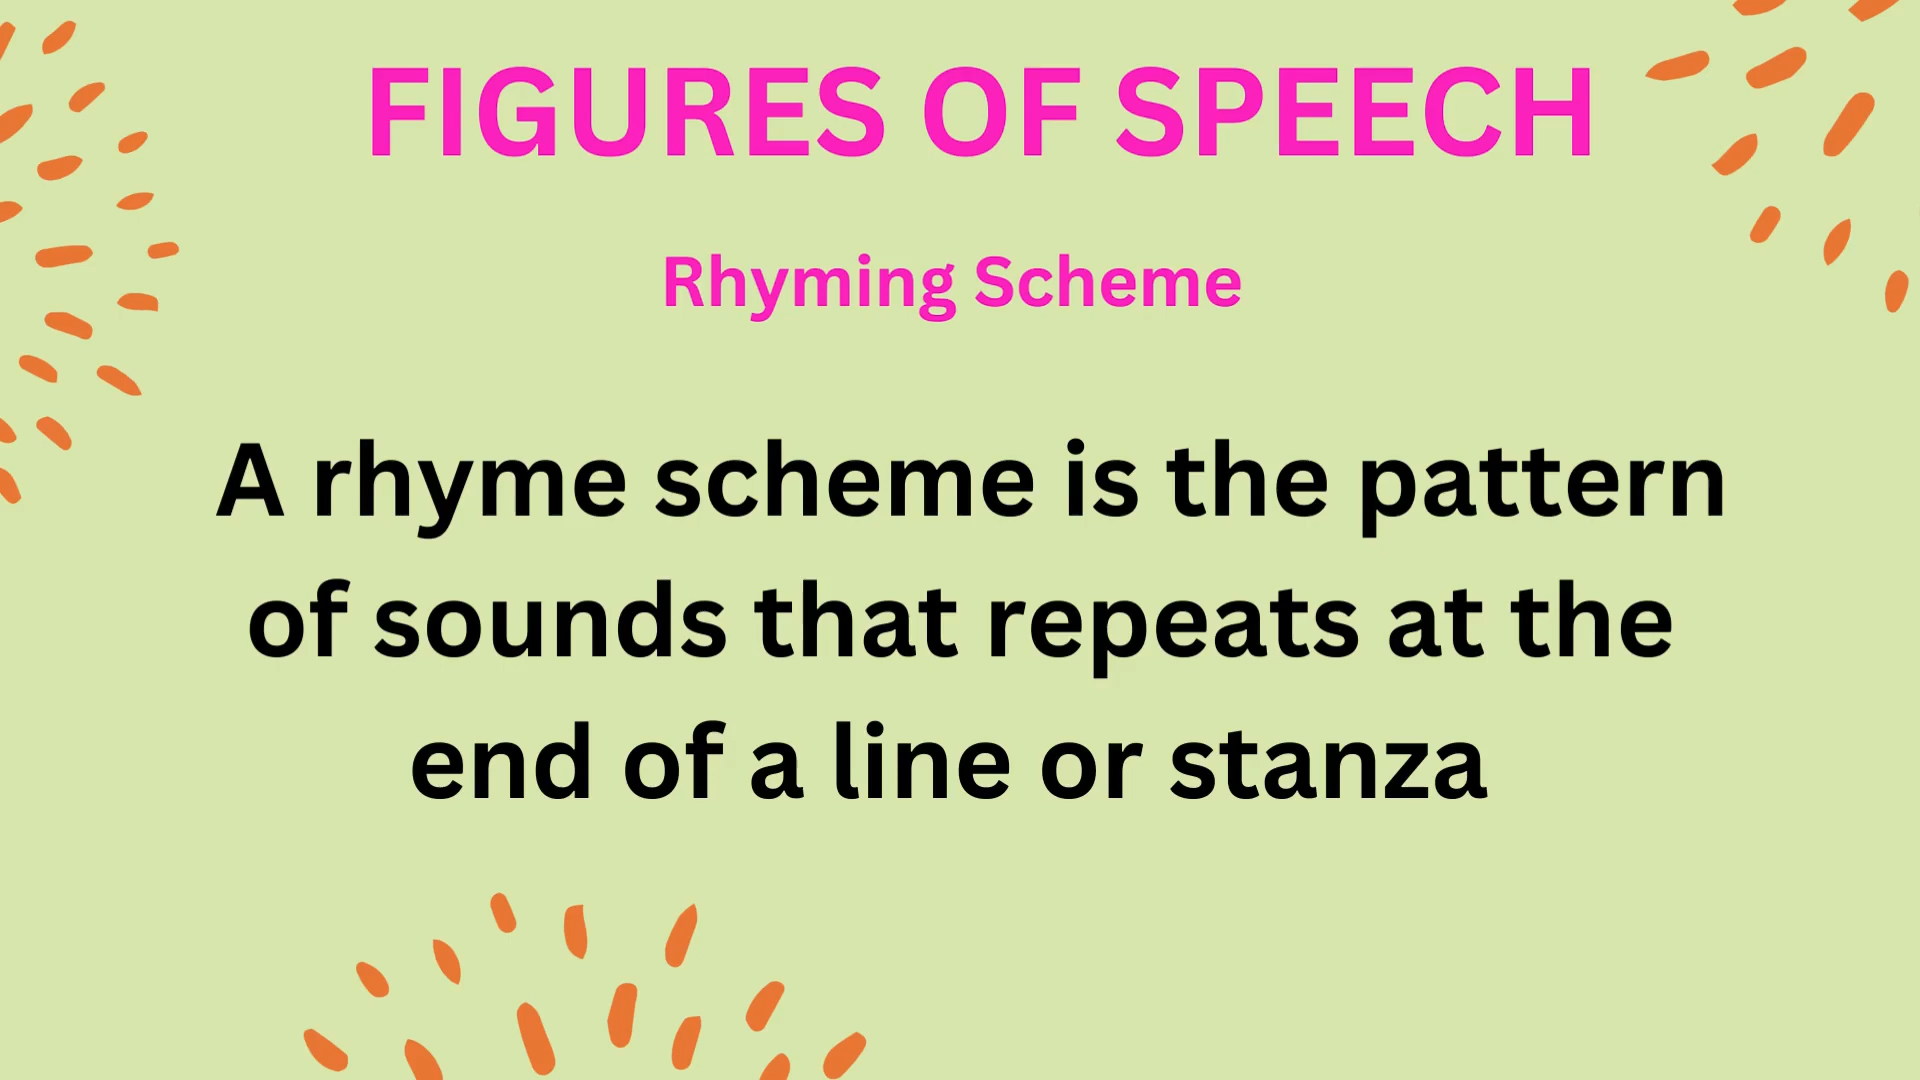 FIGURES OF SPEECH
Rhyming Scheme
A rhyme scheme is the pattern
of sounds that repeats at the
end of a line or stanza